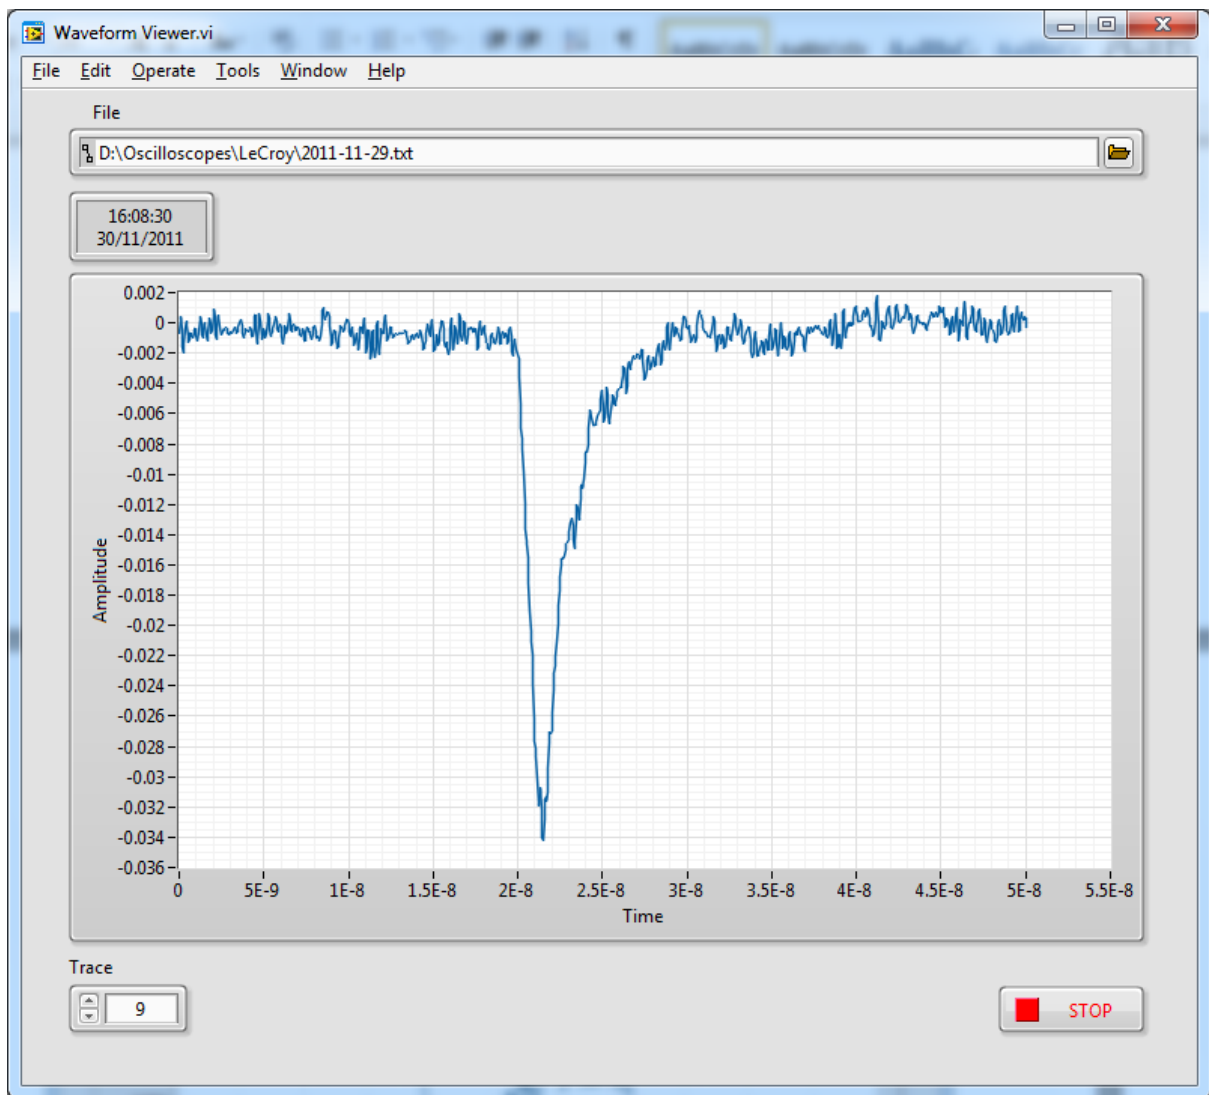 Waveform Viewer.vi
File Edit Operate Tools Window Help
File
D:\Oscilloscopes\LeCroy\2011-11-29.txt
16:08:30
30/11/2011
0.002
0
-0.002
-0.004
-0.006
-0.008
-0.01
-0.012
-0.014
-0.016
-0.018
-0.02
-0.022
-0.024
-0.026
-0.028
-0.03
-0.032
-0.034
-0.036
Amplitude
0 5E-9 1E-8 1.5E-8 2E-8 2.5E-8 3E-8 3.5E-8 4E-8 4.5E-8 5E-8 5.5E-8
Time
Trace
9
STOP